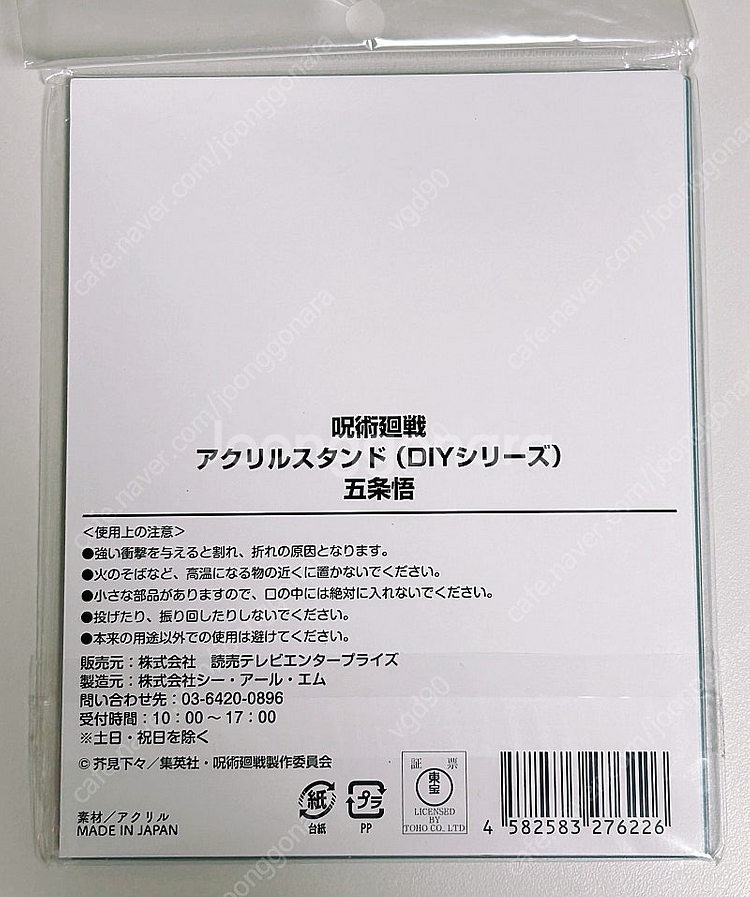 呪術廻戦
アクリルスタンド（DIYシリーズ）
五条悟
＜使用上の注意＞
●強い衝撃を与えると割れ、折れの原因となります。
●火のそばなど、高温になる物の近くに置かないでください。
●小さな部品がありますので、口の中には絶対に入れないでください。
●投げたり、振り回したりしないでください。
●本来の用途以外での使用は避けてください。
販売元：株式会社　読売テレビエンタープライズ
製造元：株式会社シー・アール・エム
問い合わせ先：03-6420-0896
受付時間：10：00～17：00
※土日・祝日を除く
©芥見下々／集英社・呪術廻戦製作委員会
素材／アクリル
MADE IN JAPAN
紙
台紙
プラ
PP
証 票
東宝
LICENSED
BY
TOHO CO., LTD
4 582583 276226
joonggonara
cafe.naver.com/joonggonara
vgd90